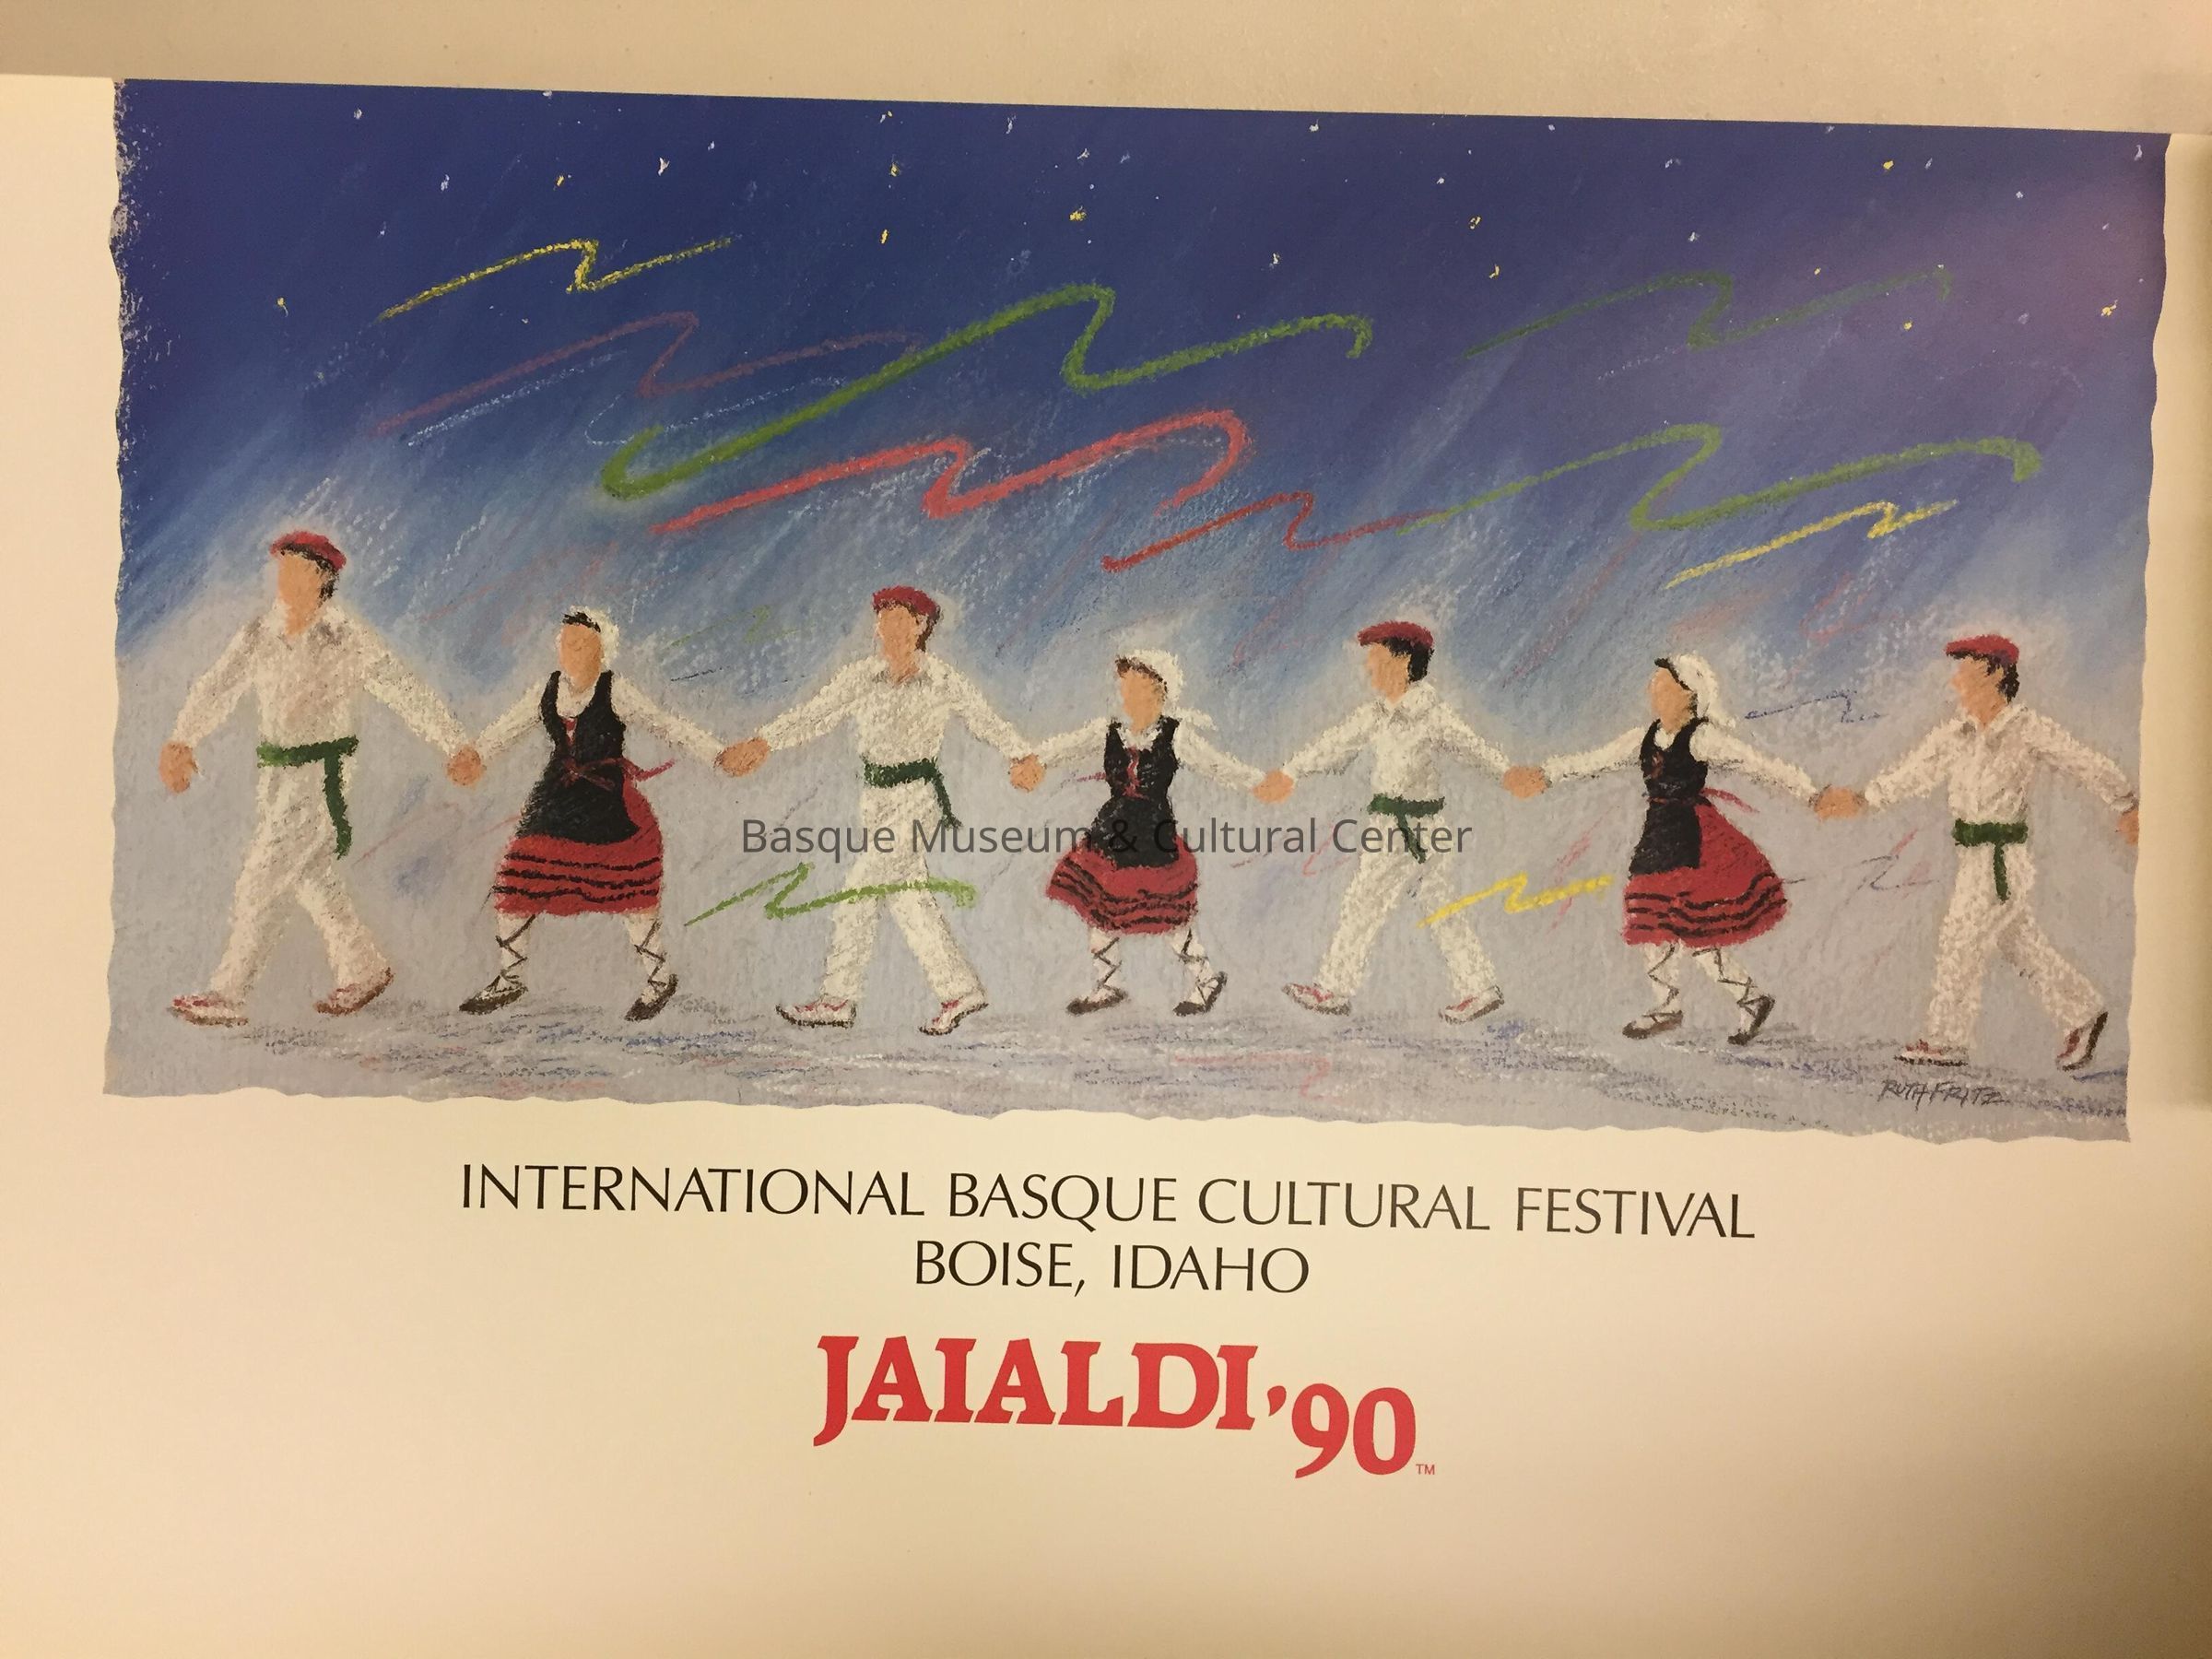 Basque Museum & Cultural Center
RUTH FRITZ
INTERNATIONAL BASQUE CULTURAL FESTIVAL
BOISE, IDAHO
JAIALDI '90
TM